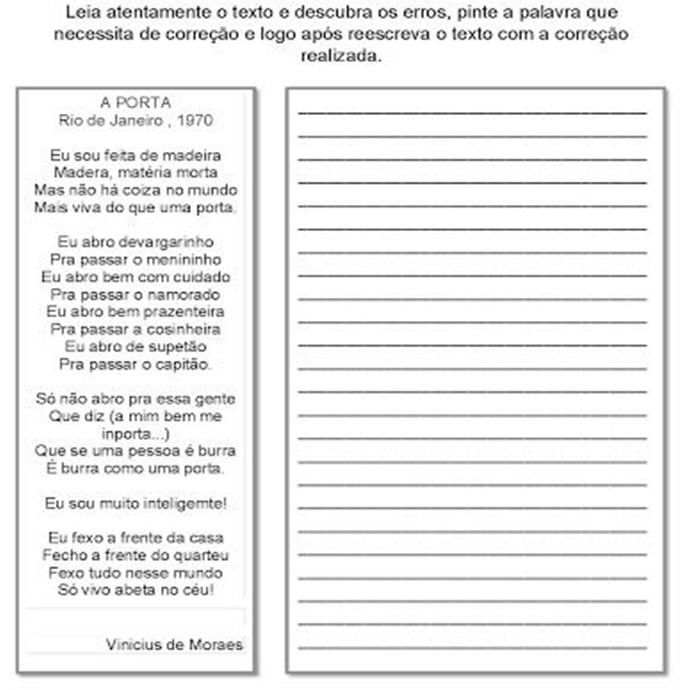 Leia atentamente o texto e descubra os erros, pinte a palavra que
necessita de correção e logo após reescreva o texto com a correção
realizada.
A PORTA
Rio de Janeiro , 1970
Eu sou feita de madeira
Madera, matéria morta
Mas não há coiza no mundo
Mais viva do que uma porta.
Eu abro devargarinho
Pra passar o menininho
Eu abro bem com cuidado
Pra passar o namorado
Eu abro bem prazenteira
Pra passar a cosinheira
Eu abro de supetão
Pra passar o capitão.
Só não abro pra essa gente
Que diz (a mim bem me
inporta...)
Que se uma pessoa é burra
É burra como uma porta.
Eu sou muito inteligemte!
Eu fexo a frente da casa
Fecho a frente do quarteu
Fexo tudo nesse mundo
Só vivo abeta no céu!
Vinicius de Moraes